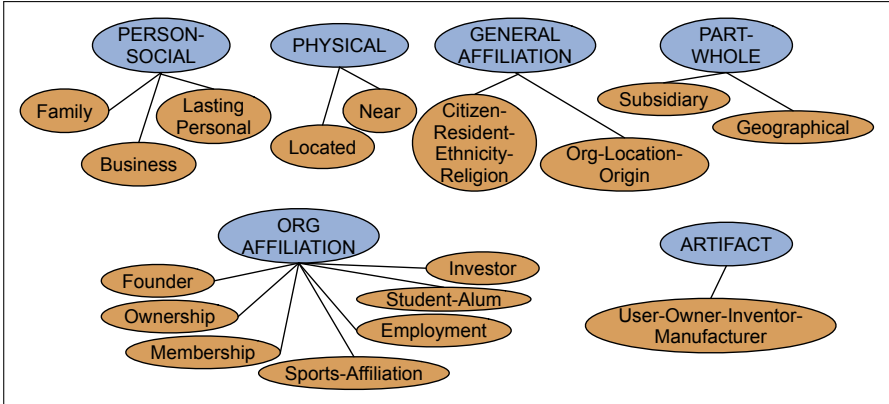 PERSON-
SOCIAL
PHYSICAL
GENERAL
AFFILIATION
PART-
WHOLE
Family
Lasting
Personal
Business
Near
Located
Citizen-
Resident-
Ethnicity-
Religion
Org-Location-
Origin
Subsidiary
Geographical
ORG
AFFILIATION
ARTIFACT
Founder
Ownership
Membership
Sports-Affiliation
Investor
Student-Alum
Employment
User-Owner-Inventor-
Manufacturer